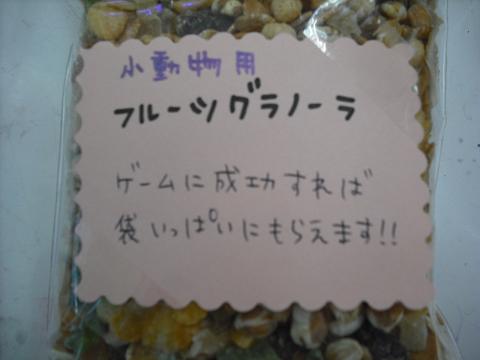 小動物用
フルーツグラノーラ
ゲームに成功すれば
袋いっぱいにもらえます!!